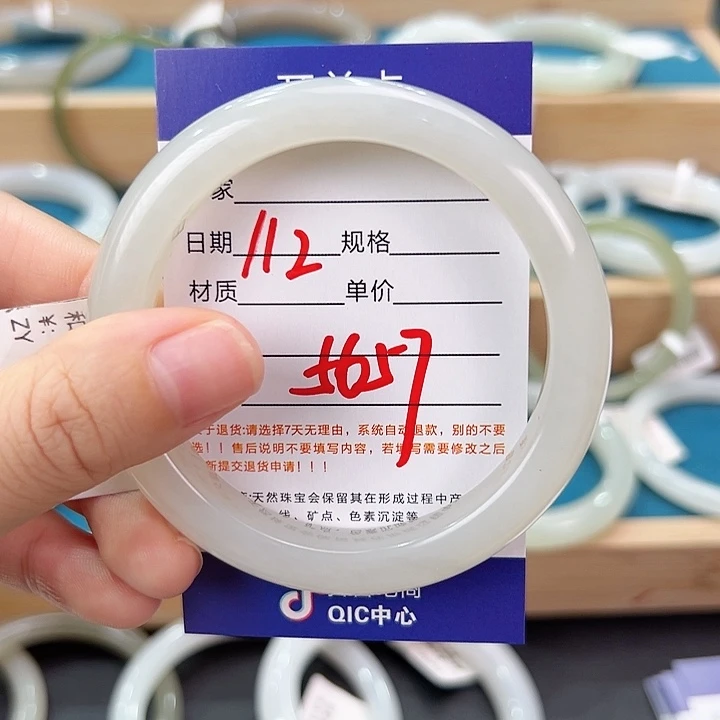 家
日期 112 规格
材质 单价
5657
于退货:请选择7天无理由,系统自动退款,别的不要
选!!售后说明不要填写内容,若填写需要修改之后
新提交退货申请!!!
:天然珠宝会保留其在形成过程中产
线、矿点、色素沉淀等
QIC中心